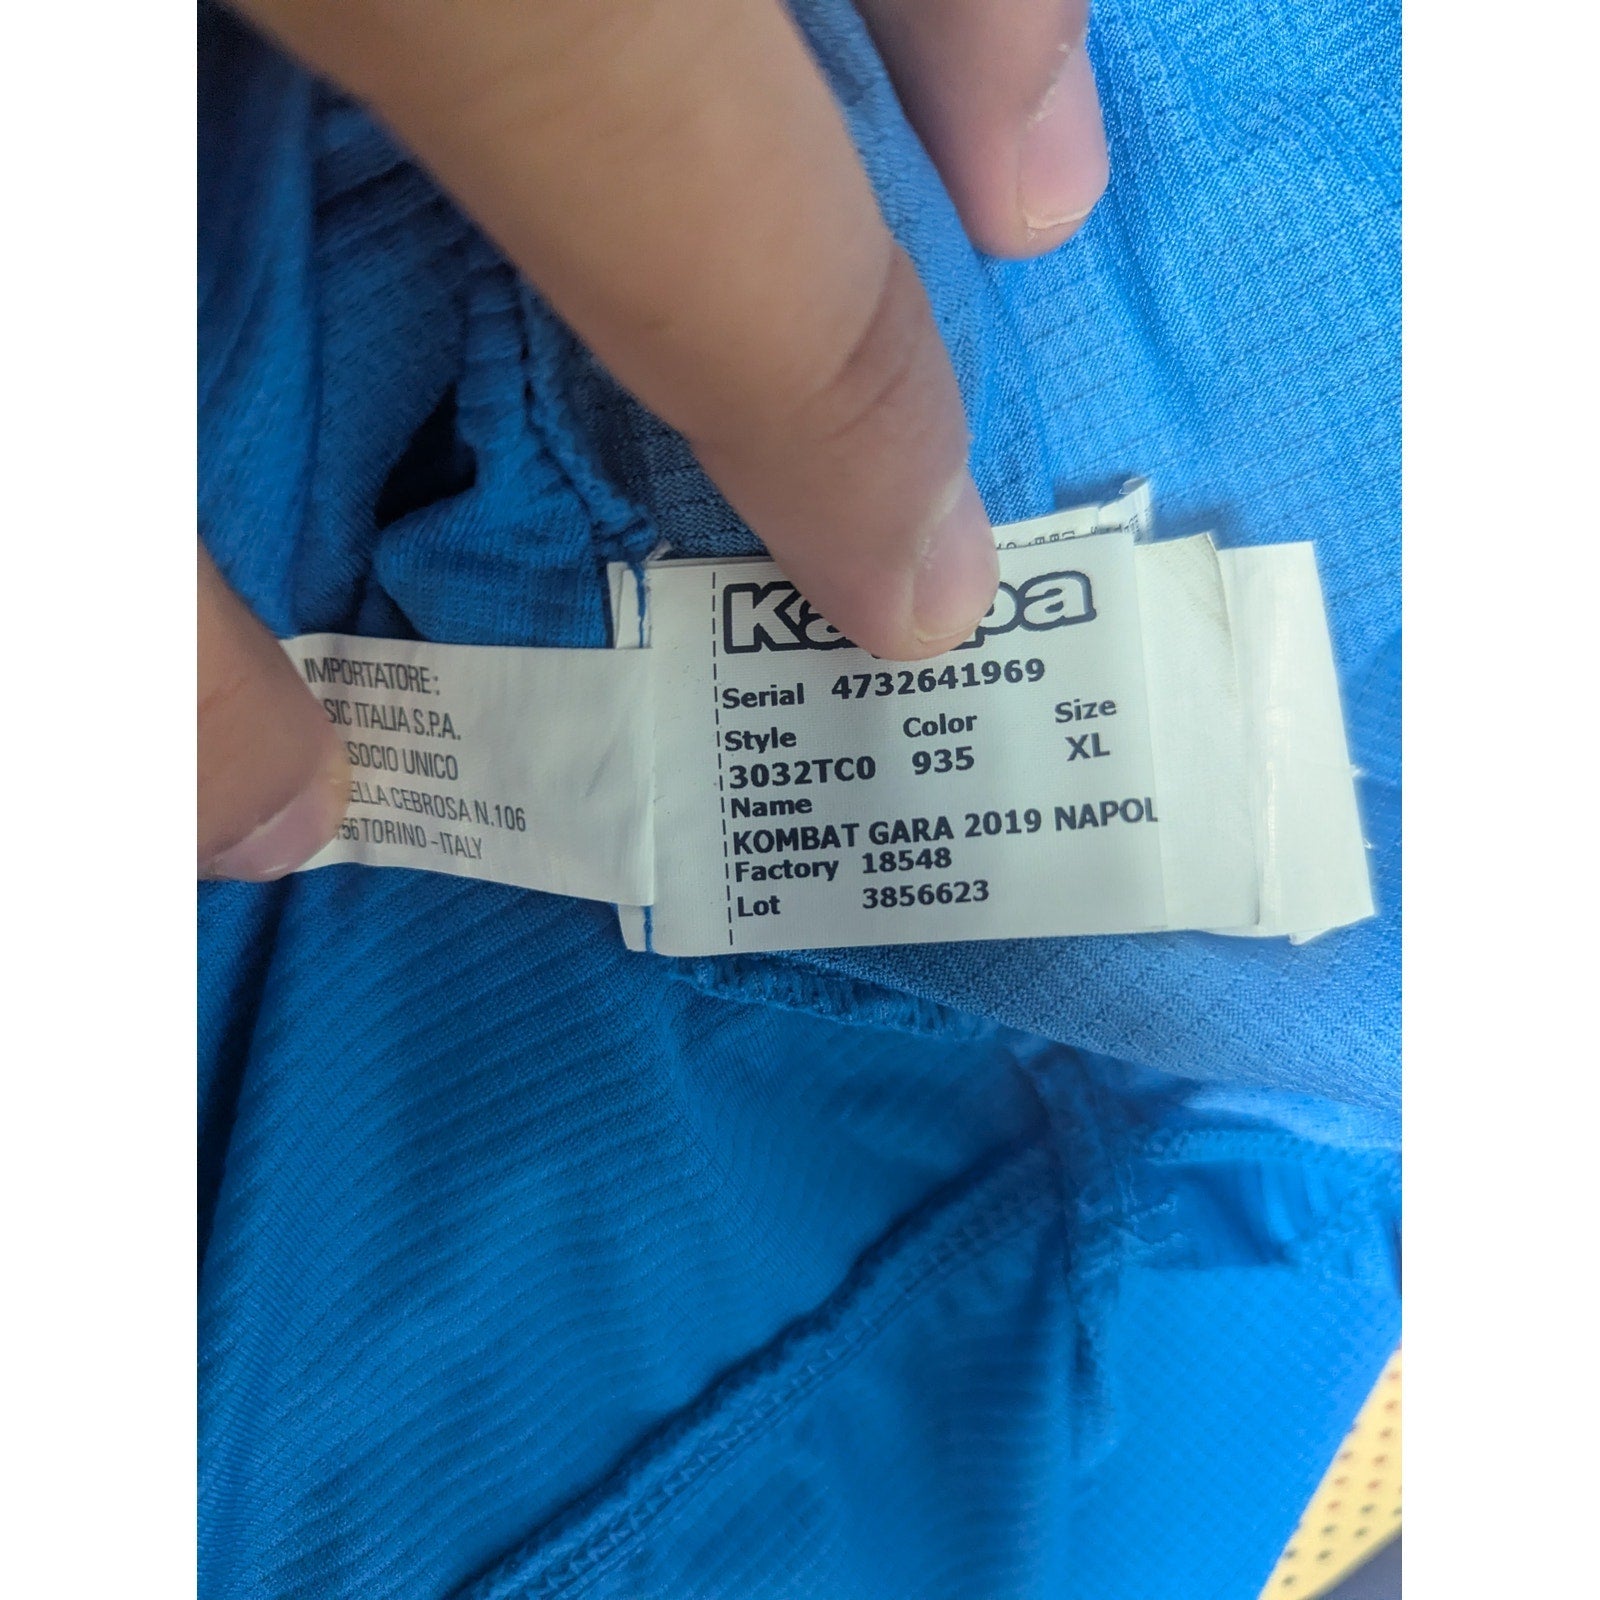 IMPORTATORE:
SIC ITALIA S.P.A.
SOCIO UNICO
ELLA CEBROSA N.106
56 TORINO - ITALY
Kappa
Serial 4732641969
Style Color Size
3032TC0 935 XL
Name
KOMBAT GARA 2019 NAPOL
Factory 18548
Lot 3856623